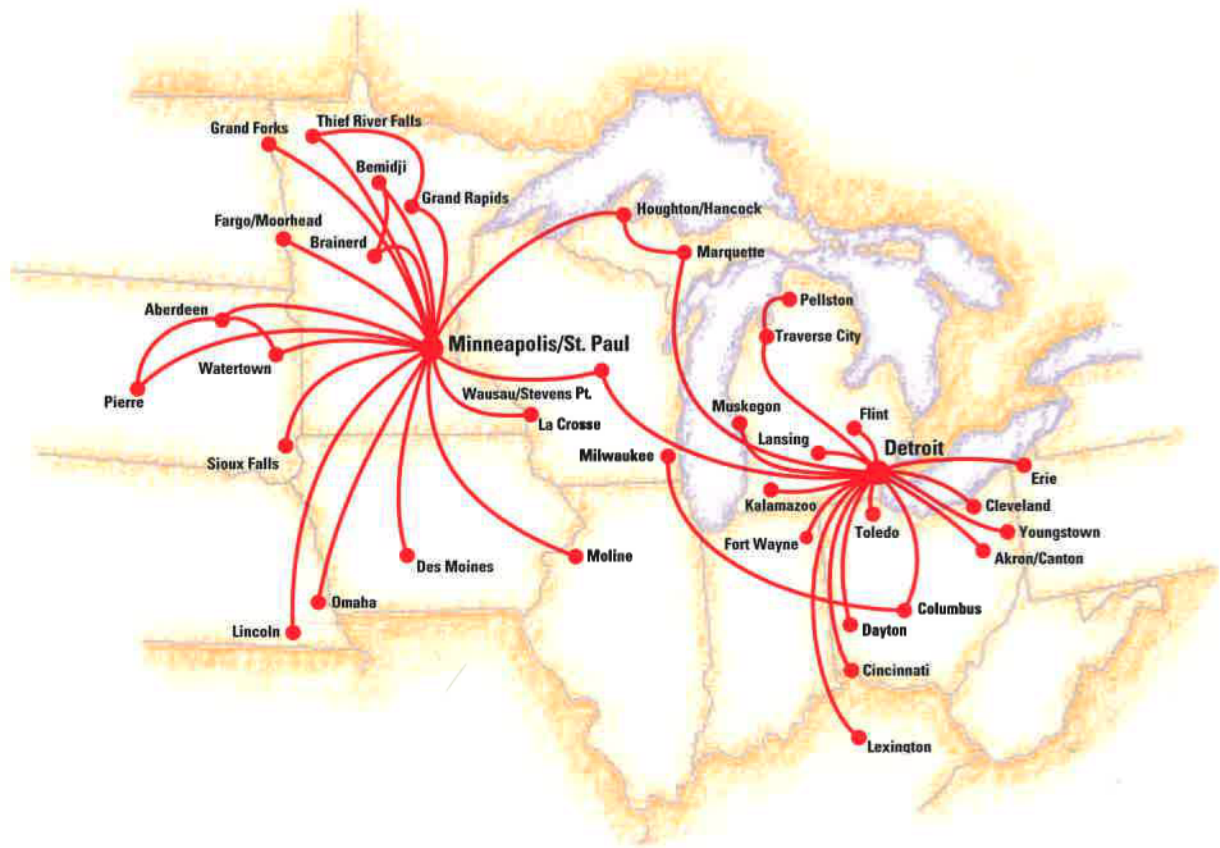 Thief River Falls
Grand Forks
Bemidji
Grand Rapids
Houghton/Hancock
Fargo/Moorhead
Brainerd
Marquette
Pellston
Aberdeen
Traverse City
Minneapolis/St. Paul
Watertown
Pierre
Wausau/Stevens Pt.
Muskegon
Flint
La Crosse
Lansing
Detroit
Sioux Falls
Milwaukee
Erie
Kalamazoo
Cleveland
Toledo
Youngstown
Fort Wayne
Akron/Canton
Des Moines
Moline
Omaha
Columbus
Lincoln
Dayton
Cincinnati
Lexington